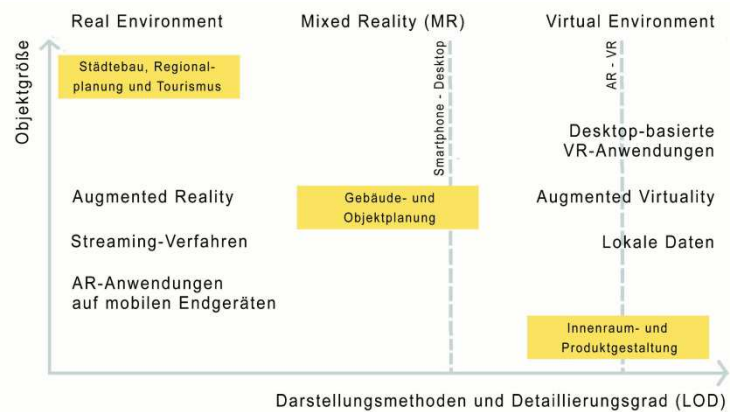 Real Environment
Mixed Reality (MR)
Virtual Environment
Objektgröße
Städtebau, Regional-
planung und Tourismus
Smartphone - Desktop
AR - VR
Desktop-basierte
VR-Anwendungen
Augmented Reality
Gebäude- und
Objektplanung
Augmented Virtuality
Streaming-Verfahren
Lokale Daten
AR-Anwendungen
auf mobilen Endgeräten
Innenraum- und
Produktgestaltung
Darstellungsmethoden und Detaillierungsgrad (LOD)